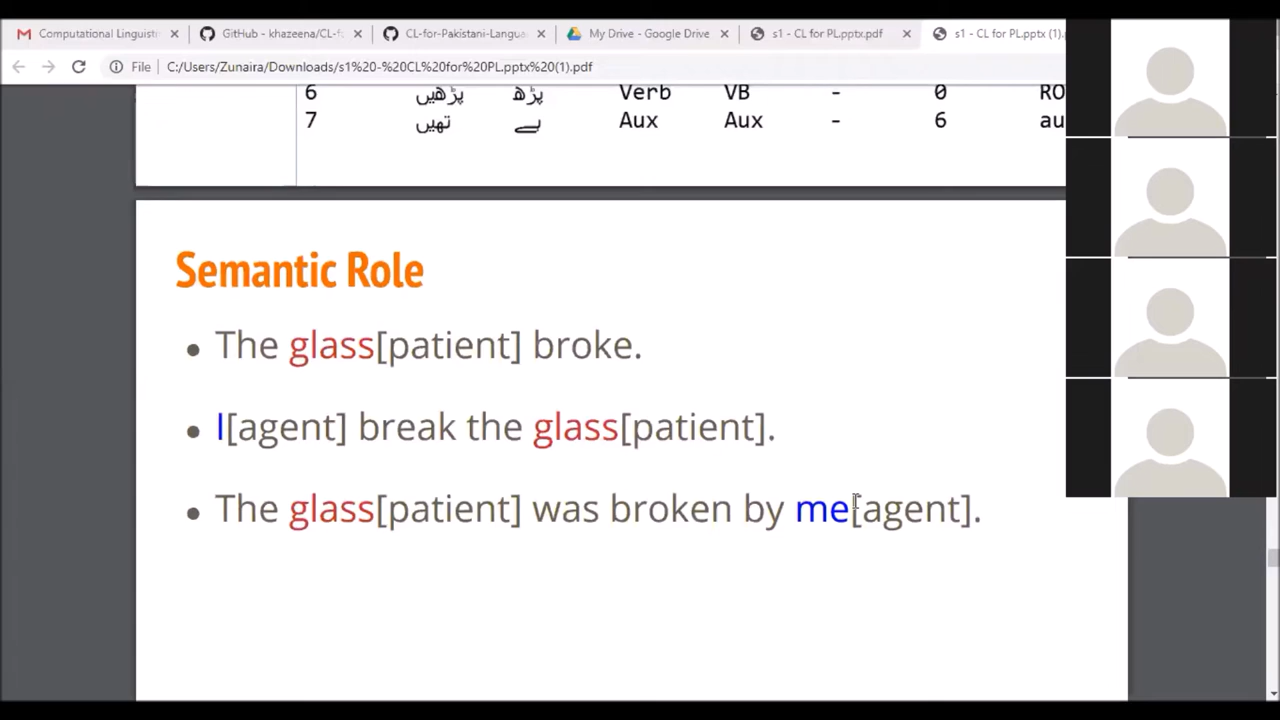 Computational Linguisti
GitHub - khazeena/CL-f
CL-for-Pakistani-Langua
My Drive - Google Drive
s1 - CL for PL.pptx.pdf
s1 - CL for PL.pptx (1).p
File C:/Users/Zunaira/Downloads/s1%20-%20CL%20for%20PL.pptx%20(1).pdf
6 پڑھیں پڑھ Verb VB - 0 RO
7 تھیں ہے Aux Aux - 6 au
Semantic Role
• The glass[patient] broke.
• I[agent] break the glass[patient].
• The glass[patient] was broken by me[agent].